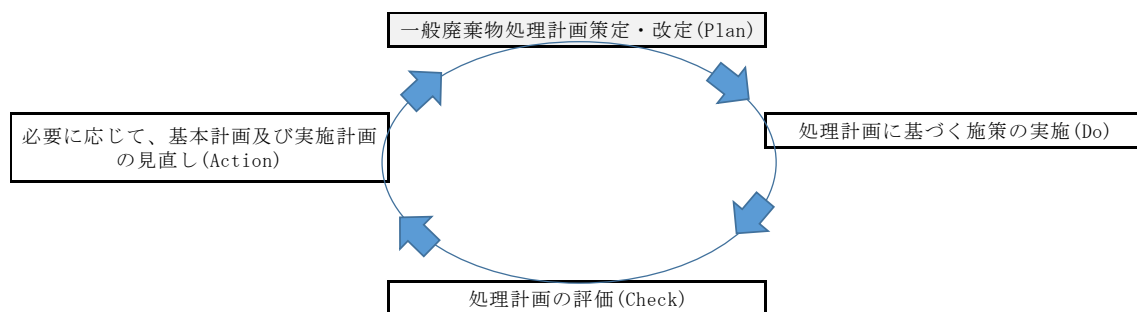 一般廃棄物処理計画策定・改定(Plan)
処理計画に基づく施策の実施(Do)
必要に応じて、基本計画及び実施計画
の見直し(Action)
処理計画の評価(Check)